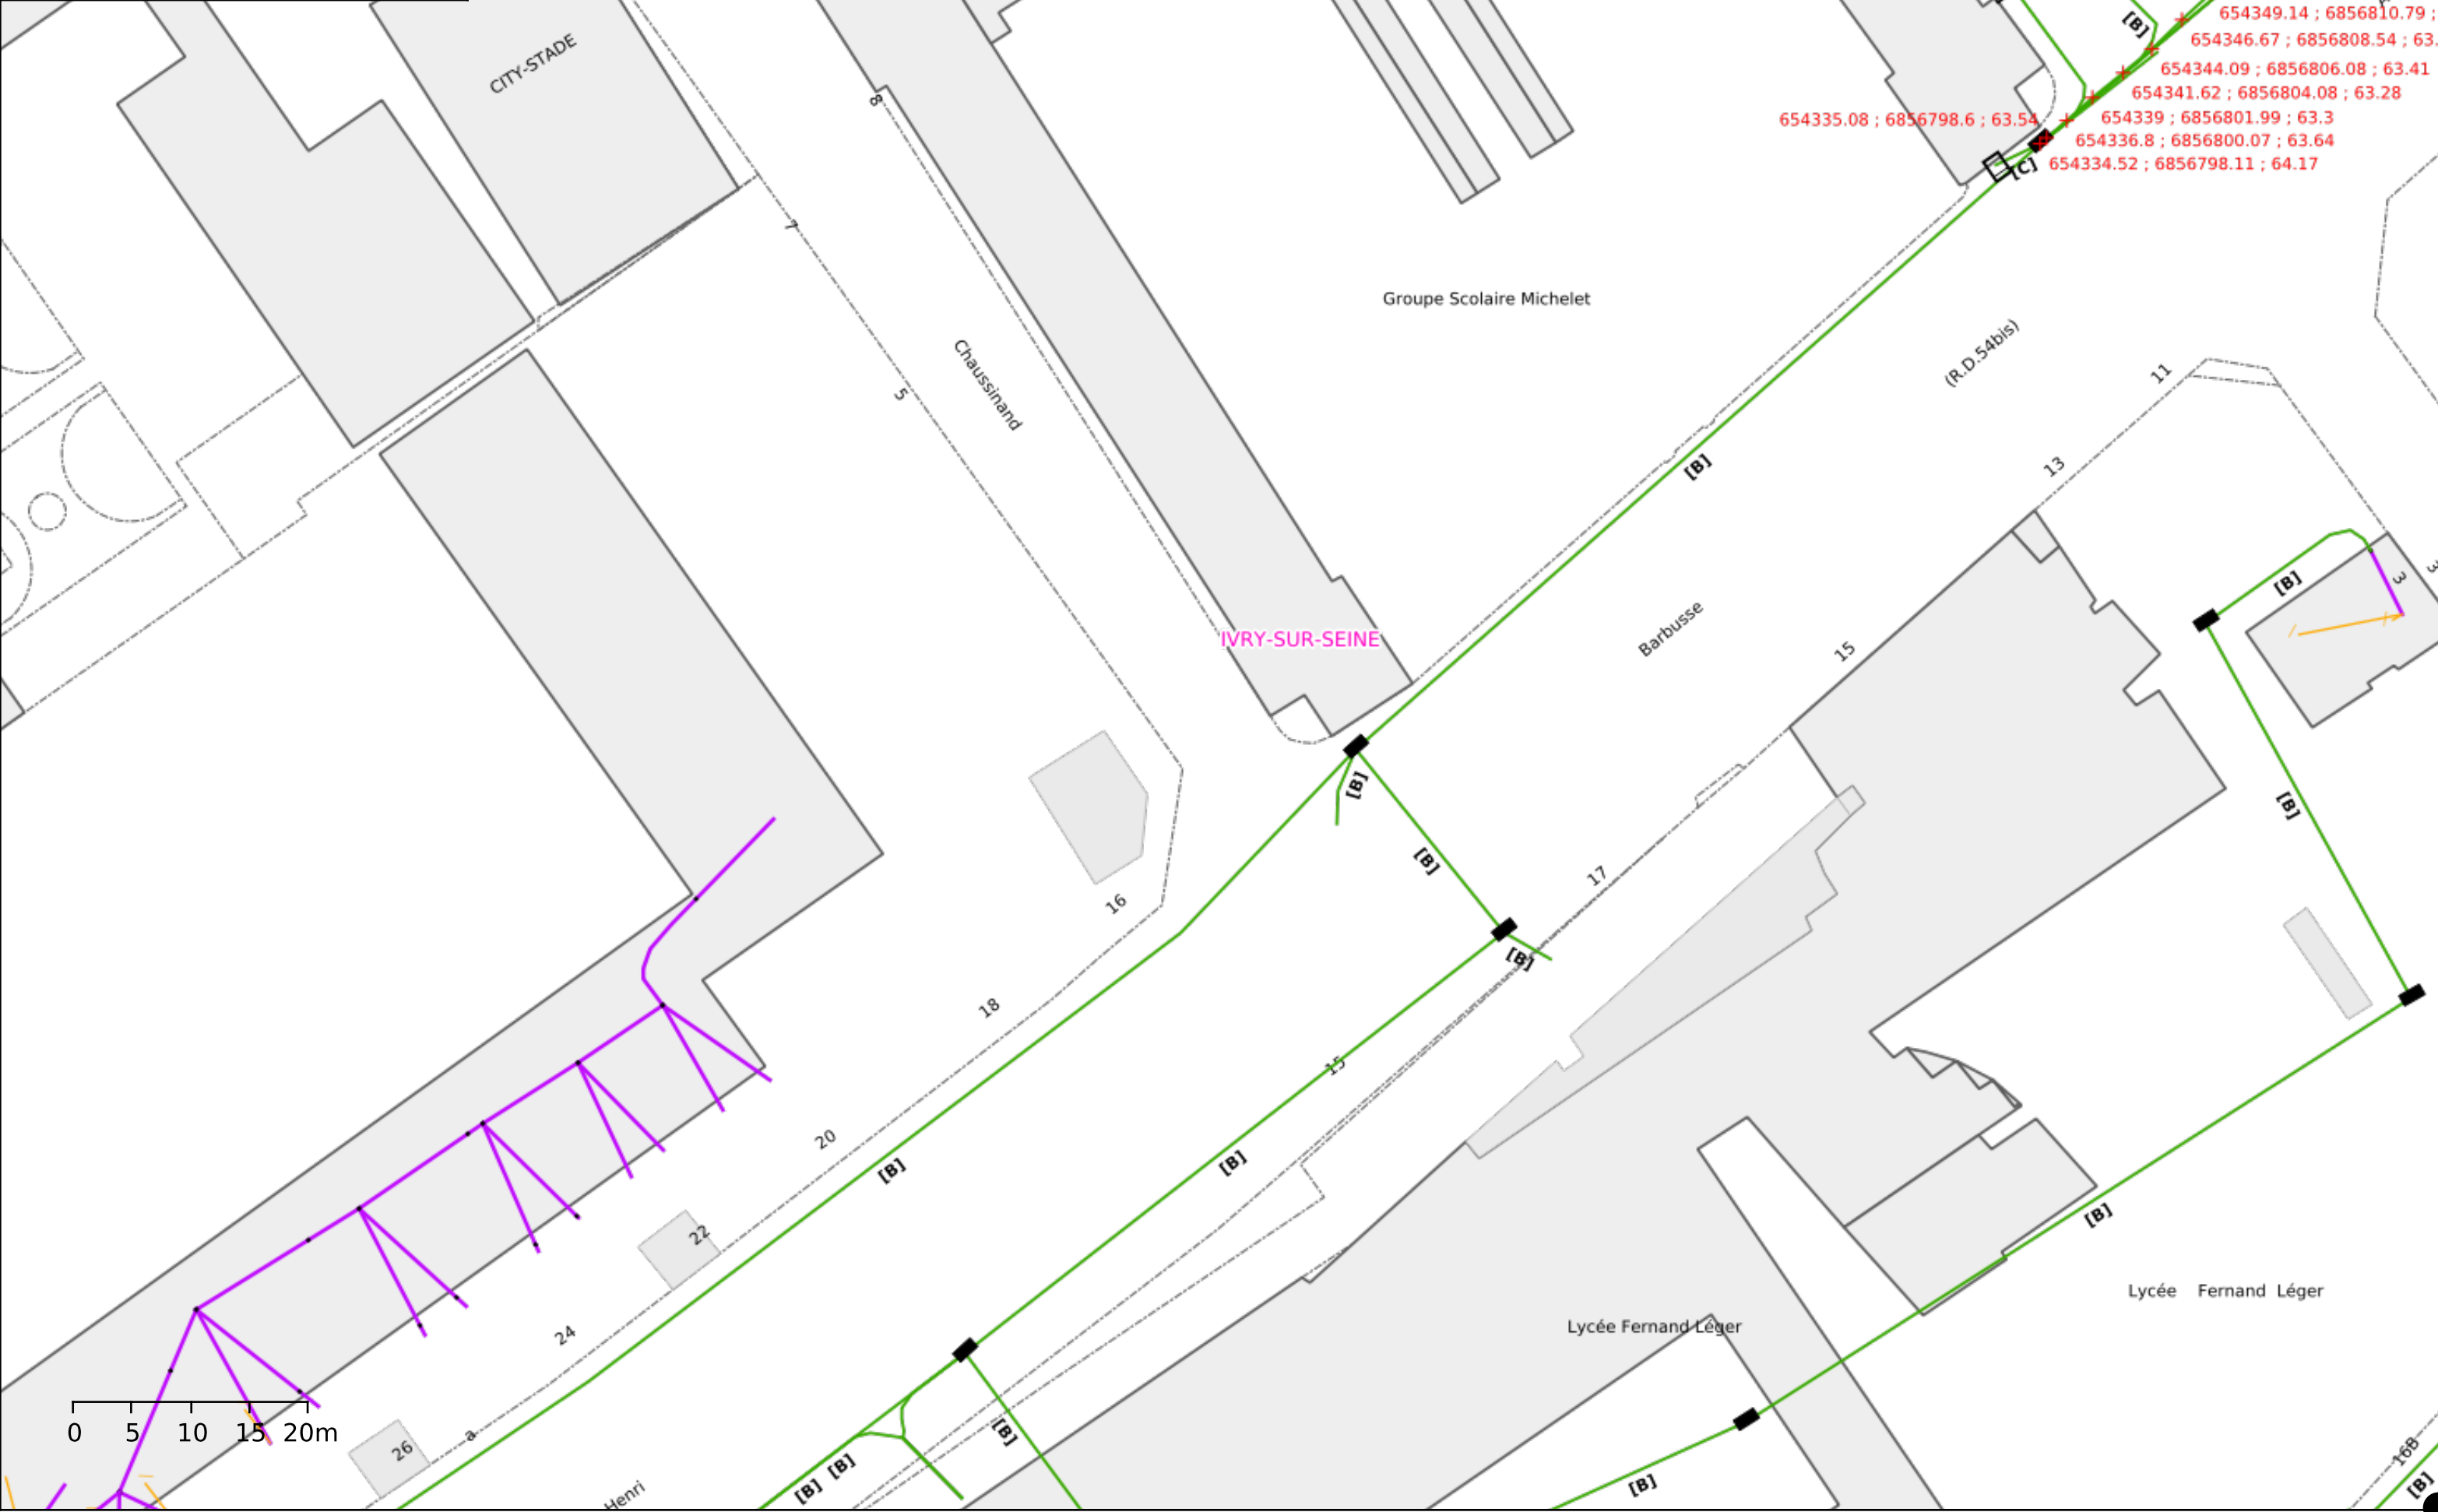 CITY-STADE
[B]
654349.14 ; 6856810.79 ;
654346.67 ; 6856808.54 ; 63.
654344.09 ; 6856806.08 ; 63.41
654341.62 ; 6856804.08 ; 63.28
654335.08 ; 6856798.6 ; 63.54
654339 ; 6856801.99 ; 63.3
654336.8 ; 6856800.07 ; 63.64
654334.52 ; 6856798.11 ; 64.17
[C]
8
7
Groupe Scolaire Michelet
(R.D.54bis)
Chaussinand
5
11
13
[B]
[B]
3
3
IVRY-SUR-SEINE
Barbusse
15
[B]
[B]
[B]
17
16
[B]
18
15
20
[B]
[B]
22
[B]
Lycée Fernand Léger
Lycée Fernand Léger
24
26
a
[B]
[B]
[B]
[B]
16B
[B]
Henri
0 5 10 15 20m